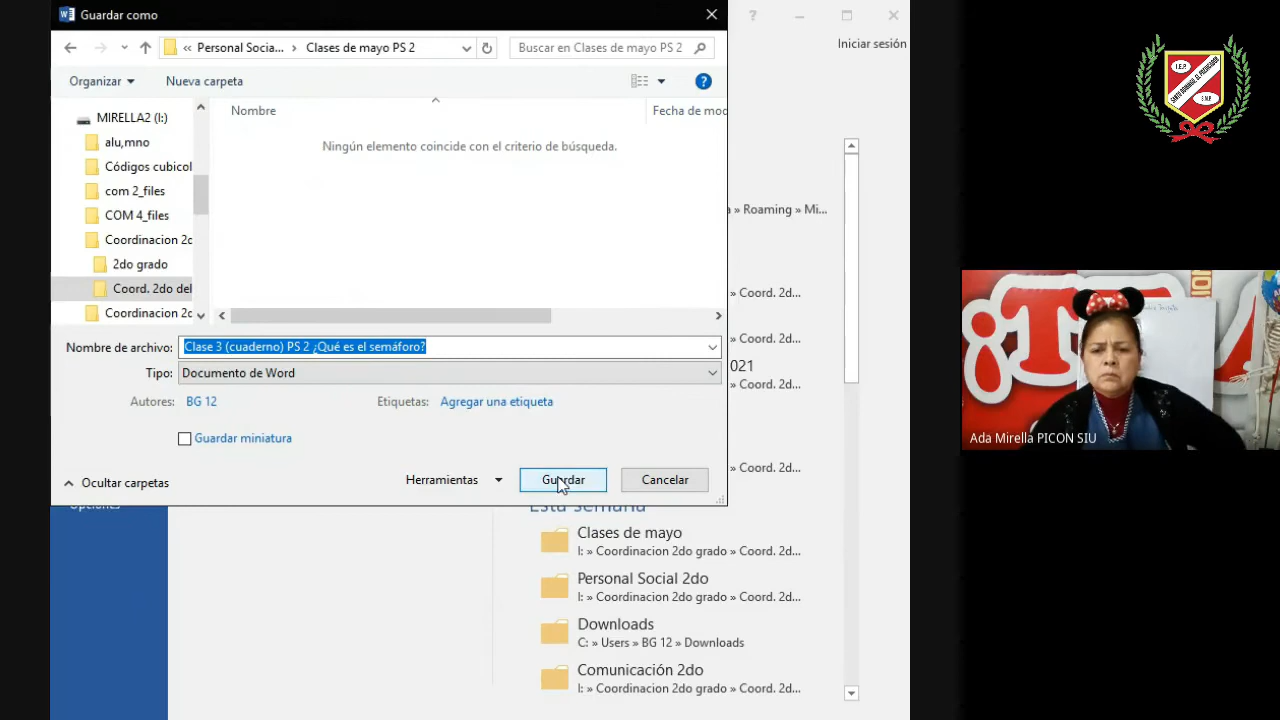 Guardar como
Iniciar sesión
« Personal Socia... › Clases de mayo PS 2
Buscar en Clases de mayo PS 2
Organizar
Nueva carpeta
Nombre
Fecha de moc
MIRELLA2 (I:)
Ningún elemento coincide con el criterio de búsqueda.
alu,mno
Códigos cubicol
com 2_files
COM 4_files
Coordinacion 2c
2do grado
Coord. 2do del
Coordinacion 2c
» Roaming » Mi...
» Coord. 2d...
» Coord. 2d...
021
» Coord. 2d...
» Coord. 2d...
Nombre de archivo: Clase 3 (cuaderno) PS 2 ¿Qué es el semáforo?
Tipo: Documento de Word
Autores: BG 12
Etiquetas: Agregar una etiqueta
Guardar miniatura
Ocultar carpetas
Herramientas
Guardar
Cancelar
Opciones
Esta semana
Clases de mayo
I: » Coordinacion 2do grado » Coord. 2d...
Personal Social 2do
I: » Coordinacion 2do grado » Coord. 2d...
Downloads
C: » Users » BG 12 » Downloads
Comunicación 2do
I: » Coordinacion 2do grado » Coord. 2d...
I.E.P.
S.M.P.
Ada Mirella PICON SIU